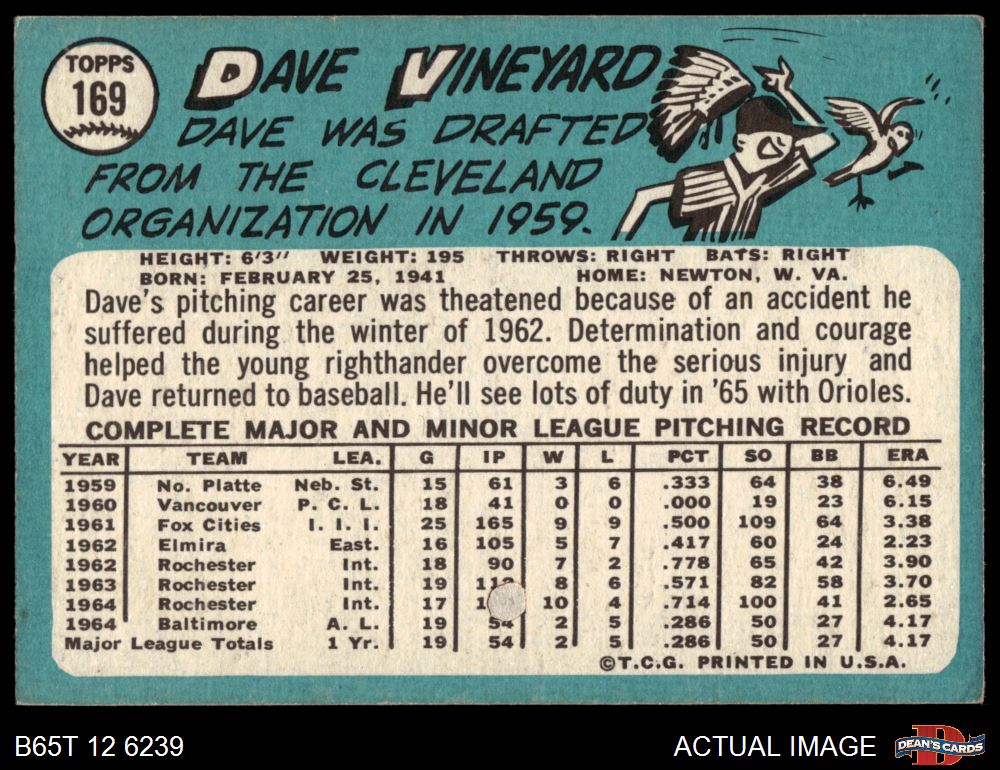 TOPPS
169
DAVE VINEYARD
DAVE WAS DRAFTED
FROM THE CLEVELAND
ORGANIZATION IN 1959.
HEIGHT: 6'3" WEIGHT: 195 THROWS: RIGHT BATS: RIGHT
BORN: FEBRUARY 25, 1941 HOME: NEWTON, W. VA.
Dave's pitching career was theatened because of an accident he
suffered during the winter of 1962. Determination and courage
helped the young righthander overcome the serious injury and
Dave returned to baseball. He'll see lots of duty in '65 with Orioles.
COMPLETE MAJOR AND MINOR LEAGUE PITCHING RECORD
YEAR TEAM LEA. G IP W L PCT SO BB ERA
1959 No. Platte Neb. St. 15 61 3 6 .333 64 38 6.49
1960 Vancouver P. C. L. 18 41 0 0 .000 19 23 6.15
1961 Fox Cities I. I. I. 25 165 9 9 .500 109 64 3.38
1962 Elmira East. 16 105 5 7 .417 60 24 2.23
1962 Rochester Int. 18 90 7 2 .778 65 42 3.90
1963 Rochester Int. 19 8 6 .571 82 58 3.70
1964 Rochester Int. 17 10 4 .714 100 41 2.65
1964 Baltimore A. L. 19 54 2 5 .286 50 27 4.17
Major League Totals 1 Yr. 19 54 2 5 .286 50 27 4.17
©T.C.G. PRINTED IN U.S.A.
B65T 12 6239
ACTUAL IMAGE
DEAN'S CARDS